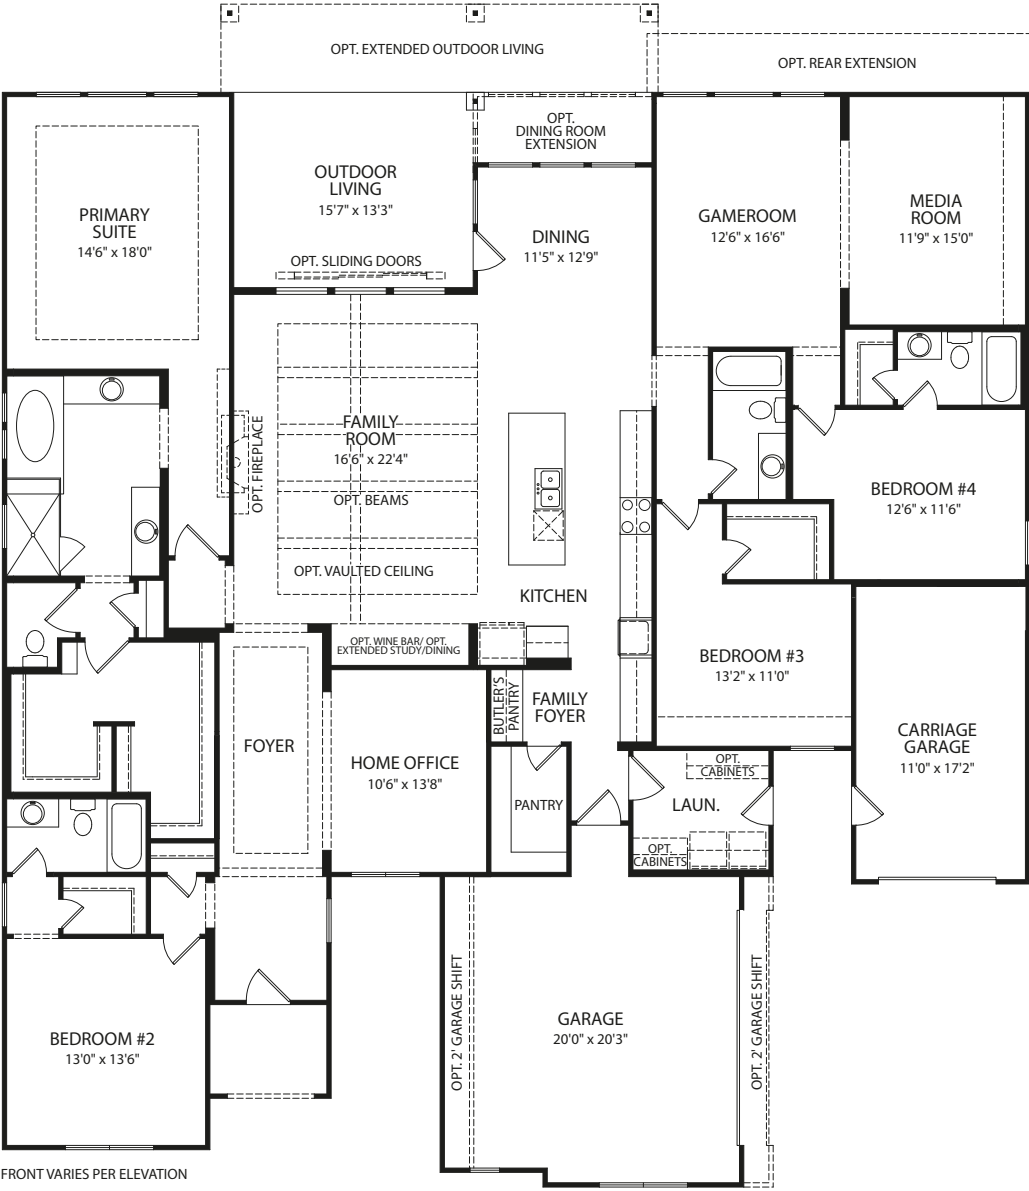 OPT. EXTENDED OUTDOOR LIVING
OPT. REAR EXTENSION
OPT.
DINING ROOM
EXTENSION
OUTDOOR
LIVING
15'7" x 13'3"
PRIMARY
SUITE
14'6" x 18'0"
GAMEROOM
12'6" x 16'6"
MEDIA
ROOM
11'9" x 15'0"
DINING
11'5" x 12'9"
OPT. SLIDING DOORS
FAMILY
ROOM
16'6" x 22'4"
OPT. FIREPLACE
OPT. BEAMS
BEDROOM #4
12'6" x 11'6"
OPT. VAULTED CEILING
KITCHEN
OPT. WINE BAR/ OPT.
EXTENDED STUDY/DINING
BEDROOM #3
13'2" x 11'0"
BUTLER'S
PANTRY
FAMILY
FOYER
FOYER
HOME OFFICE
10'6" x 13'8"
CARRIAGE
GARAGE
11'0" x 17'2"
OPT.
CABINETS
PANTRY
LAUN.
OPT.
CABINETS
OPT. 2' GARAGE SHIFT
GARAGE
20'0" x 20'3"
OPT. 2' GARAGE SHIFT
BEDROOM #2
13'0" x 13'6"
FRONT VARIES PER ELEVATION